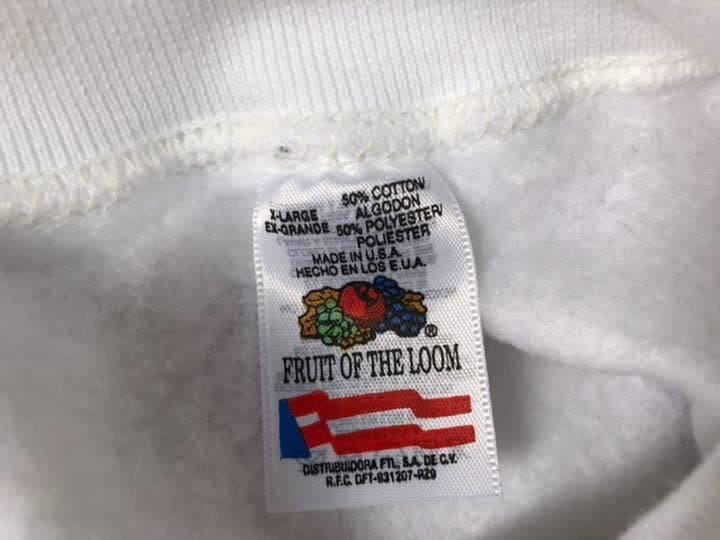 X-LARGE
EX-GRANDE
50% COTTON/
ALGODON
50% POLYESTER/
POLIESTER
MADE IN U.S.A.
HECHO EN LOS E.U.A.
®
FRUIT OF THE LOOM
DISTRIBUIDORA FTL, S.A. DE C.V.
R.F.C. DFT-831207-R29